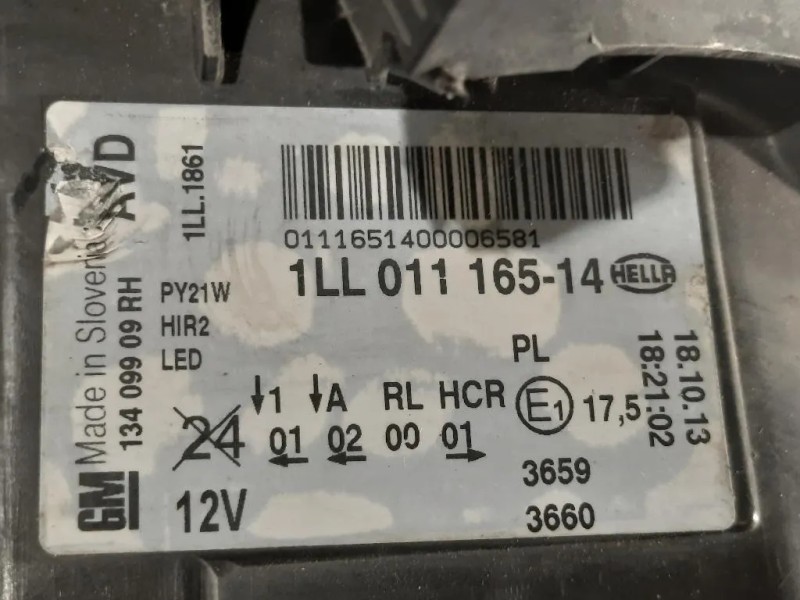 GM Made in Slovenia
134 099 09 RH
AVD
1LL.1861
01116514000006581
1LL 011 165-14 HELLA
PY21W
HIR2
LED
PL
↓1 ↓A RL HCR E1 17,5
24 01 02 00 01
12V
3659
3660
18.10.13
18:21:02